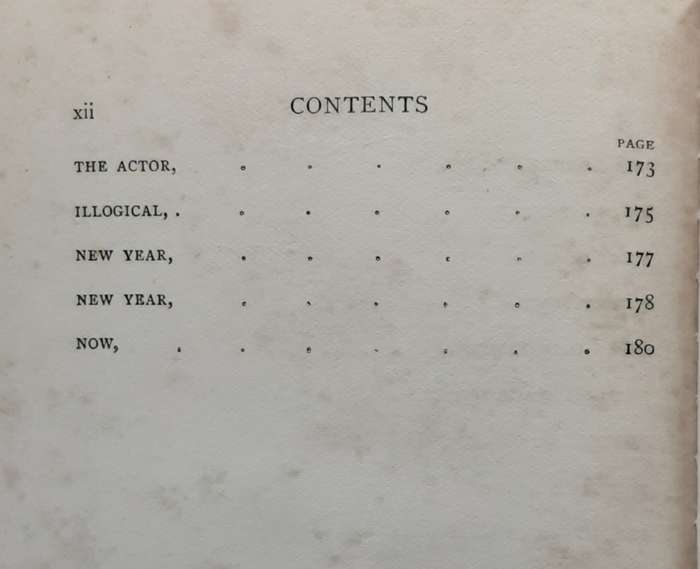 xii CONTENTS
PAGE
THE ACTOR, . . . . . . 173
ILLOGICAL, . . . . . . . 175
NEW YEAR, . . . . . . 177
NEW YEAR, . . . . . . 178
NOW, . . . . . . . 180